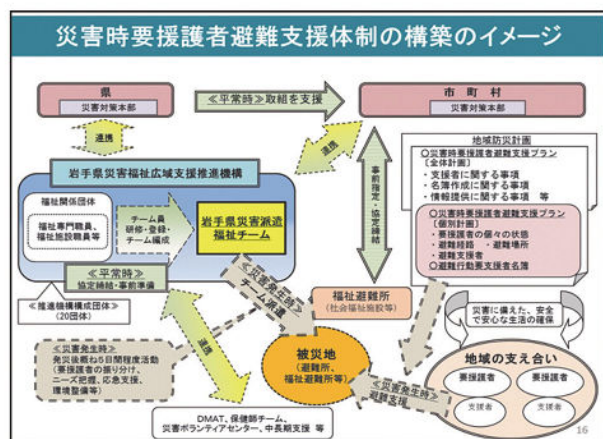 災害時要援護者避難支援体制の構築のイメージ
県
災害対策本部
≪平常時≫取組を支援
市 町 村
災害対策本部
連携
連携
岩手県災害福祉広域支援推進機構
福祉関係団体
福祉専門職員、
福祉施設職員等
チーム員
研修・登録・
チーム編成
岩手県災害派遣
福祉チーム
≪平常時≫
協定締結・事前準備
≪推進機構構成団体≫
(20団体)
事前指定・協定締結
地域防災計画
〇災害時要援護者避難支援プラン
[全体計画]
・支援者に関する事項
・名簿作成に関する事項
・情報提供に関する事項 等
〇災害時要援護者避難支援プラン
[個別計画]
・要援護者の個々の状態
・避難経路 ・避難場所
・避難支援者
〇避難行動要支援者名簿
≪災害発生時≫
チーム派遣
福祉避難所
(社会福祉施設等)
災害に備えた、安全
で安心な生活の確保
≪災害発生時≫
発災後概ね5日間程度活動
(要援護者の振り分け、
ニーズ把握、応急支援、
環境整備等)
連携
被災地
(避難所、
福祉避難所等)
≪災害発生時≫
避難支援
地域の支え合い
要援護者
要援護者
支援者
支援者
DMAT、保健師チーム、
災害ボランティアセンター、中長期支援 等
16